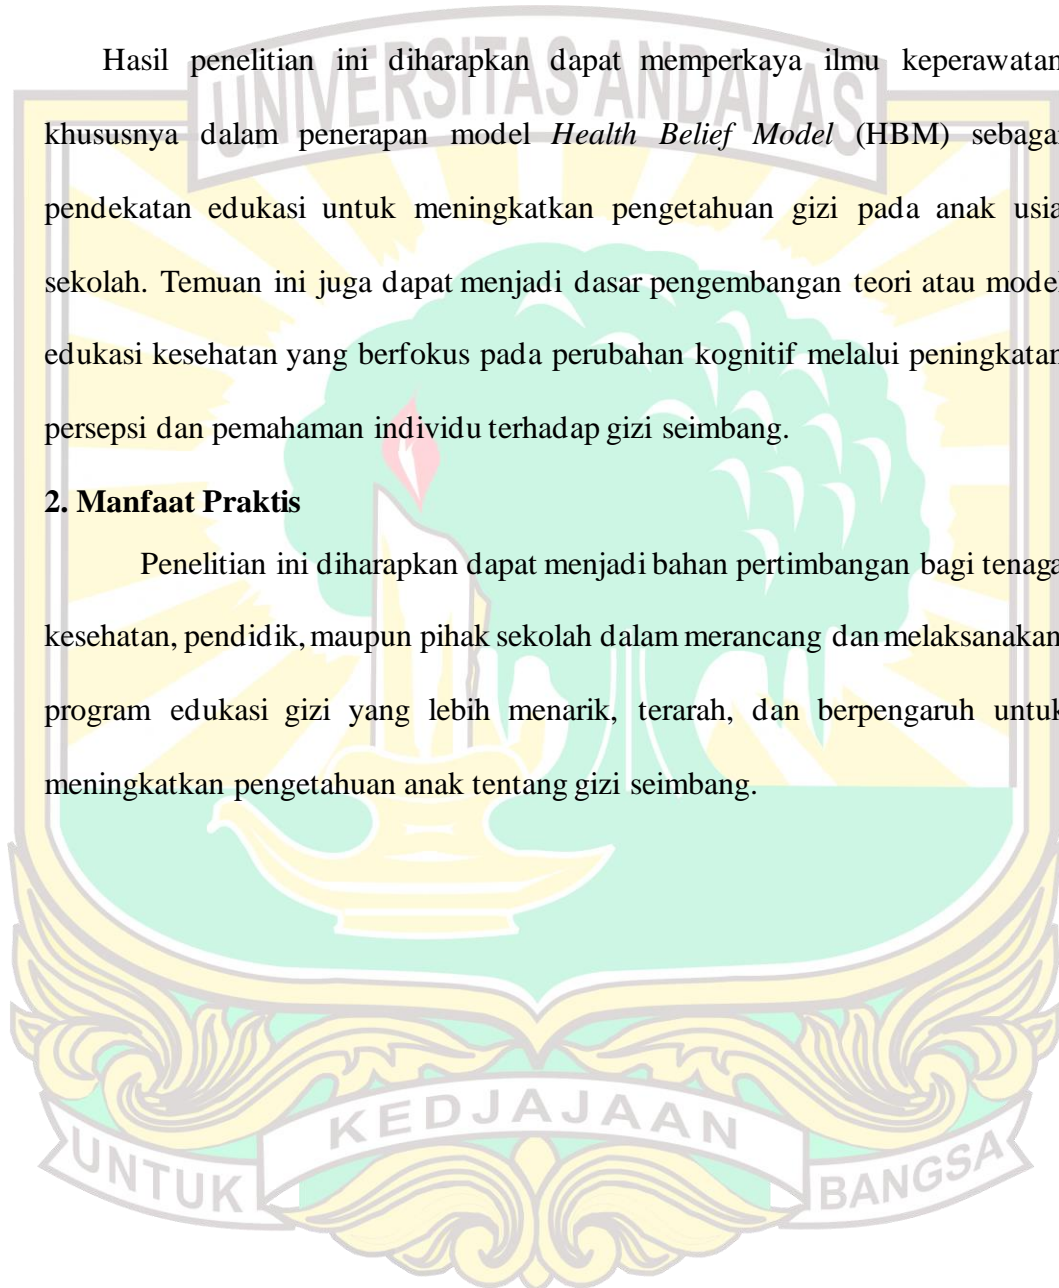 UNIVERSITAS ANDALAS
Hasil penelitian ini diharapkan dapat memperkaya ilmu keperawatan
khususnya dalam penerapan model Health Belief Model (HBM) sebagai
pendekatan edukasi untuk meningkatkan pengetahuan gizi pada anak usia
sekolah. Temuan ini juga dapat menjadi dasar pengembangan teori atau model
edukasi kesehatan yang berfokus pada perubahan kognitif melalui peningkatan
persepsi dan pemahaman individu terhadap gizi seimbang.
2. Manfaat Praktis
Penelitian ini diharapkan dapat menjadi bahan pertimbangan bagi tenaga
kesehatan, pendidik, maupun pihak sekolah dalam merancang dan melaksanakan
program edukasi gizi yang lebih menarik, terarah, dan berpengaruh untuk
meningkatkan pengetahuan anak tentang gizi seimbang.
UNTUK KEDJAJAAN BANGSA